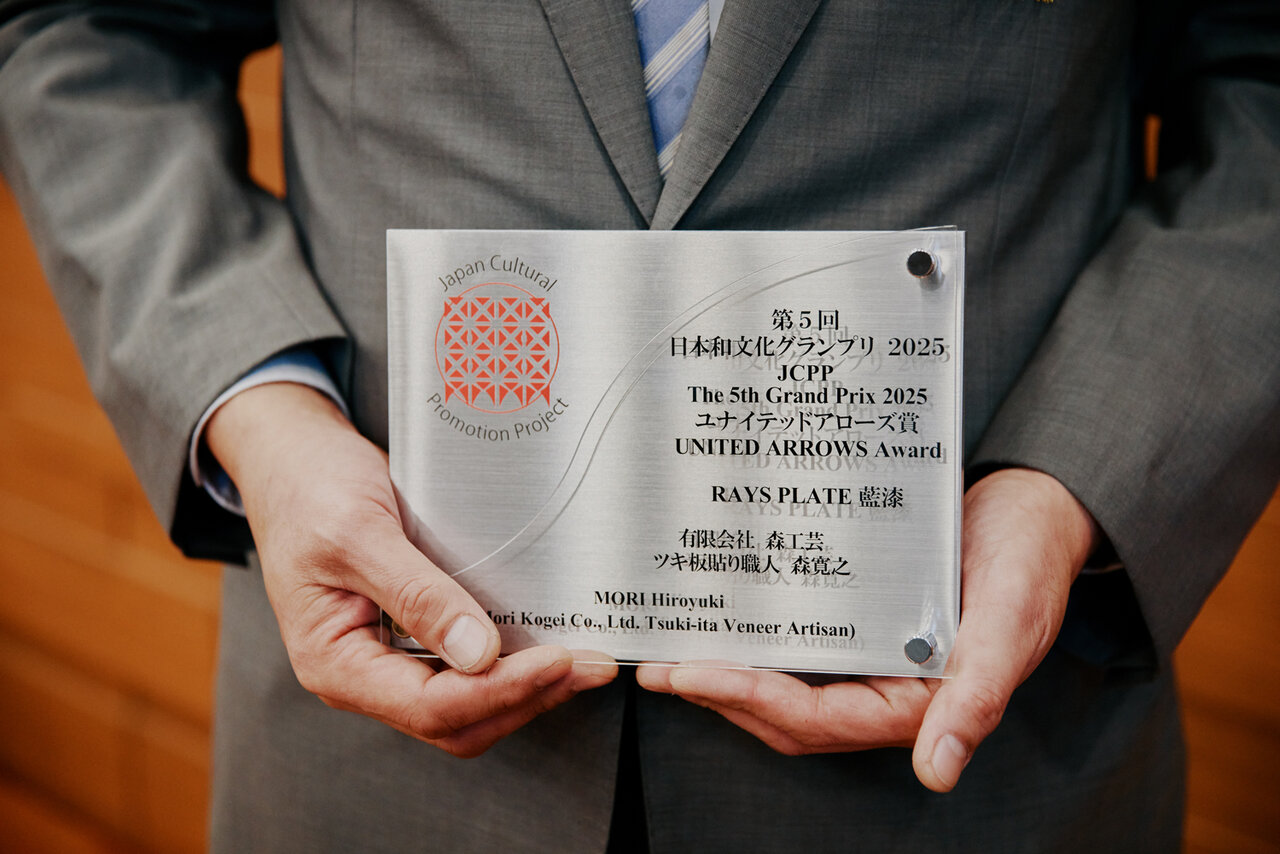 Japan Cultural
Promotion Project
第5回
日本和文化グランプリ 2025
JCPP
The 5th Grand Prix 2025
ユナイテッドアローズ賞
UNITED ARROWS Award
RAYS PLATE 藍漆
有限会社 森工芸
ツキ板貼り職人 森寛之
MORI Hiroyuki
Kogei Co., Ltd. Tsuki-ita Veneer Artisan)